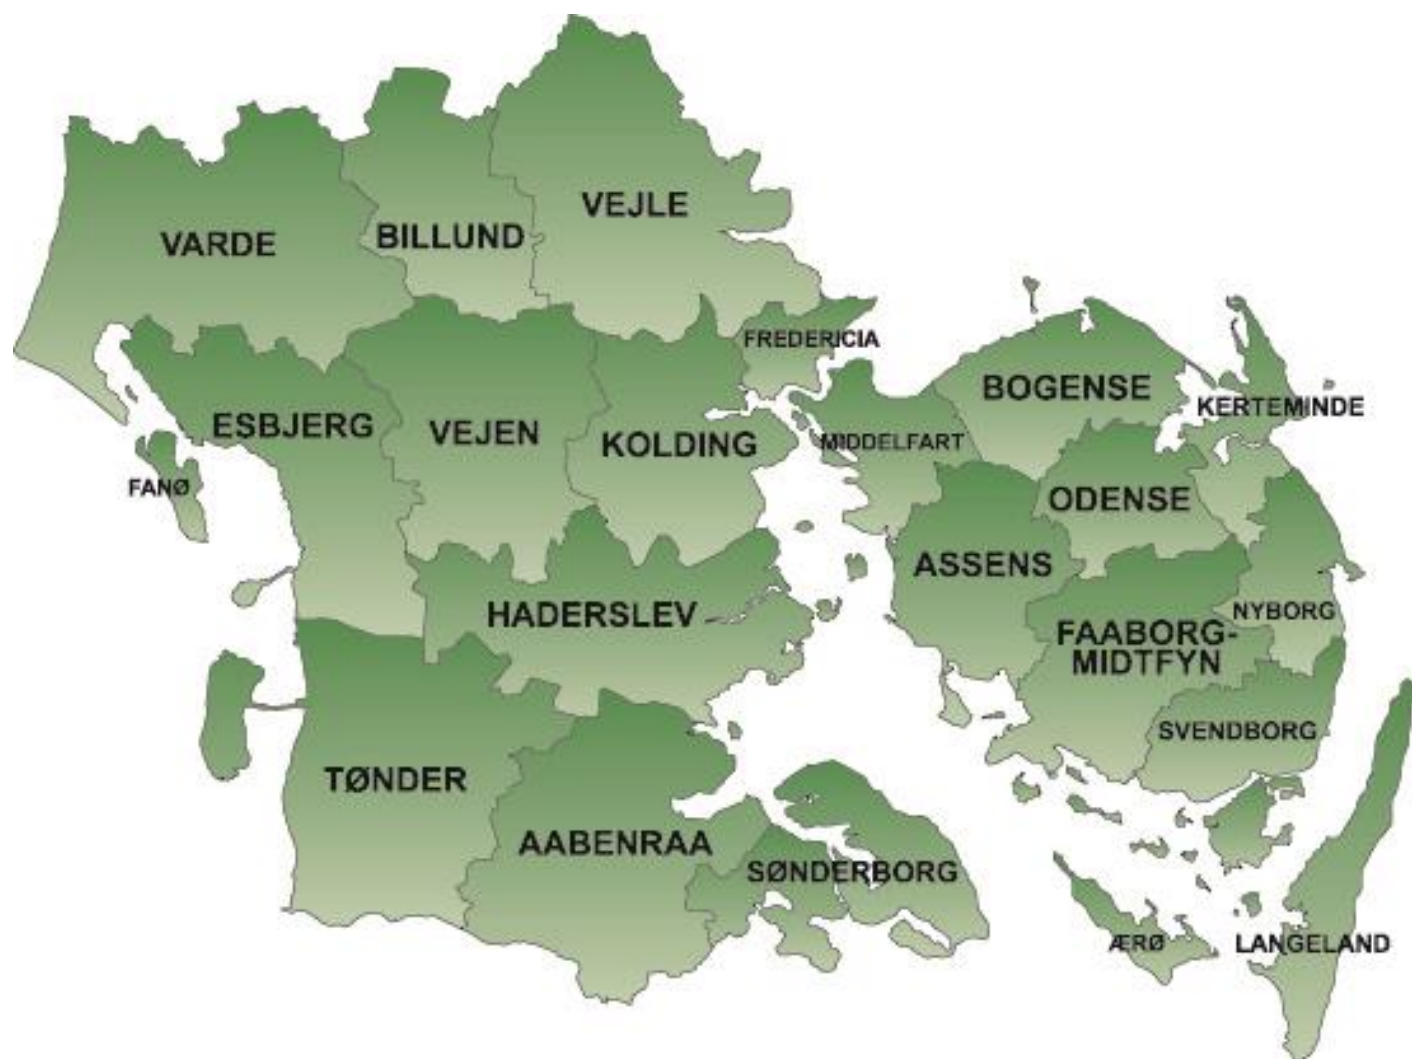 VEJLE
VARDE
BILLUND
FREDERICIA
BOGENSE
KERTEMINDE
ESBJERG
VEJEN
KOLDING
MIDDELFART
FANØ
ODENSE
ASSENS
HADERSLEV
NYBORG
FAABORG-
MIDTFYN
SVENDBORG
TØNDER
AABENRAA
SØNDERBORG
ÆRØ
LANGELAND